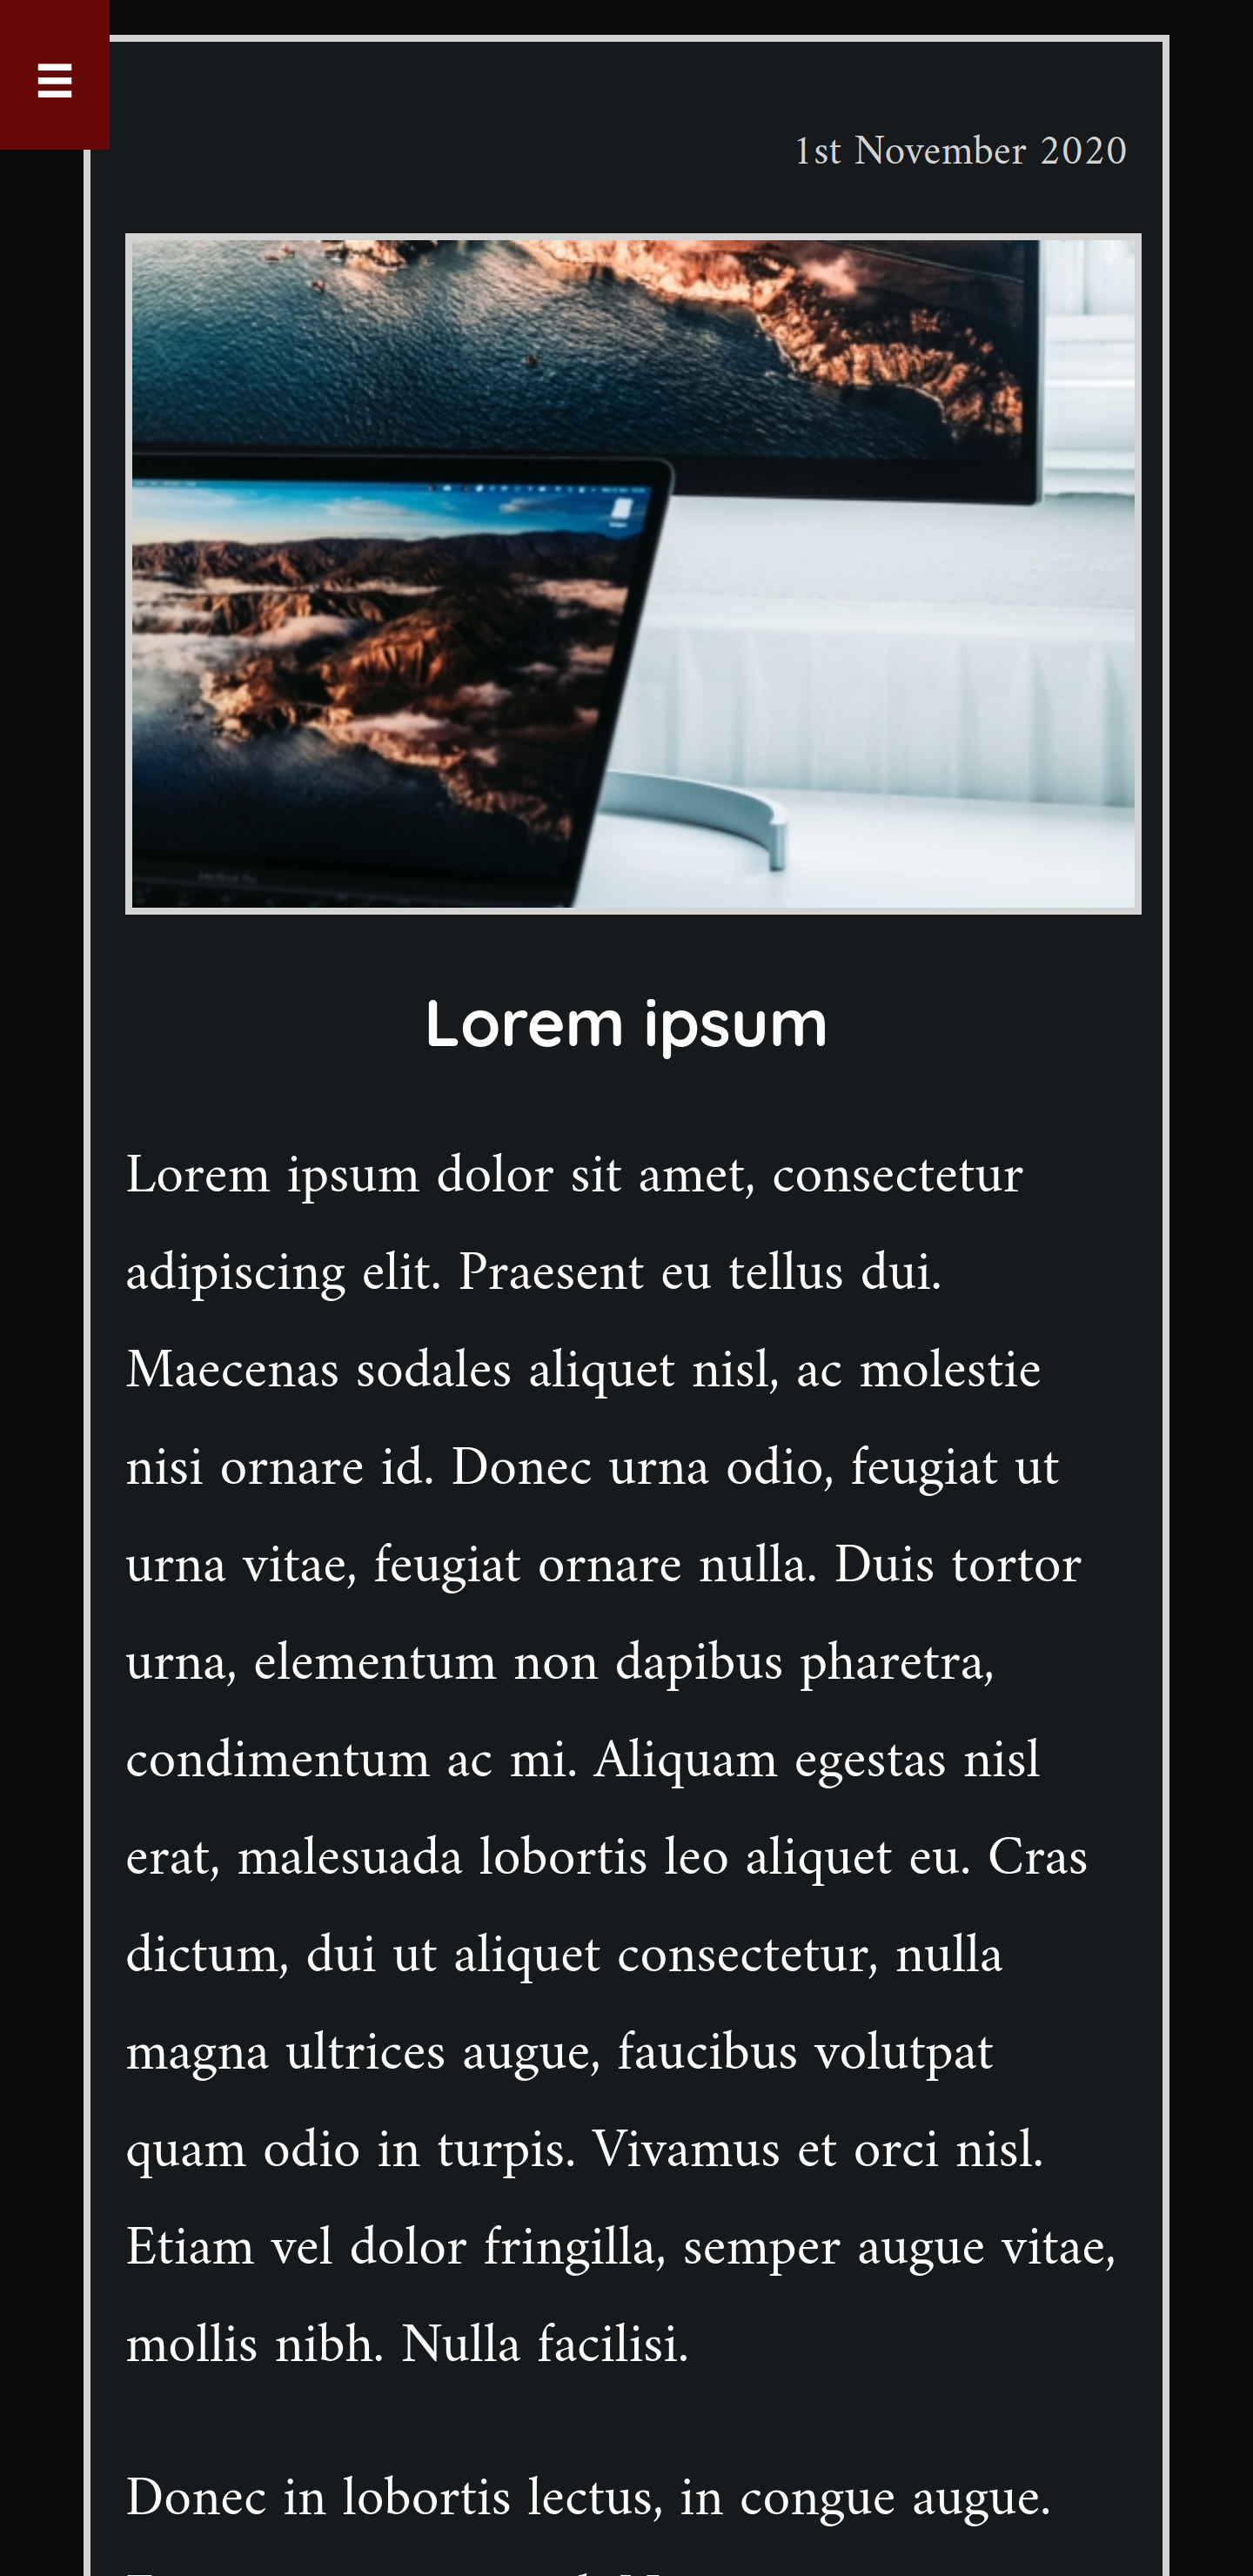 1st November 2020
Lorem ipsum
Lorem ipsum dolor sit amet, consectetur
adipiscing elit. Praesent eu tellus dui.
Maecenas sodales aliquet nisl, ac molestie
nisi ornare id. Donec urna odio, feugiat ut
urna vitae, feugiat ornare nulla. Duis tortor
urna, elementum non dapibus pharetra,
condimentum ac mi. Aliquam egestas nisl
erat, malesuada lobortis leo aliquet eu. Cras
dictum, dui ut aliquet consectetur, nulla
magna ultrices augue, faucibus volutpat
quam odio in turpis. Vivamus et orci nisl.
Etiam vel dolor fringilla, semper augue vitae,
mollis nibh. Nulla facilisi.
Donec in lobortis lectus, in congue augue.